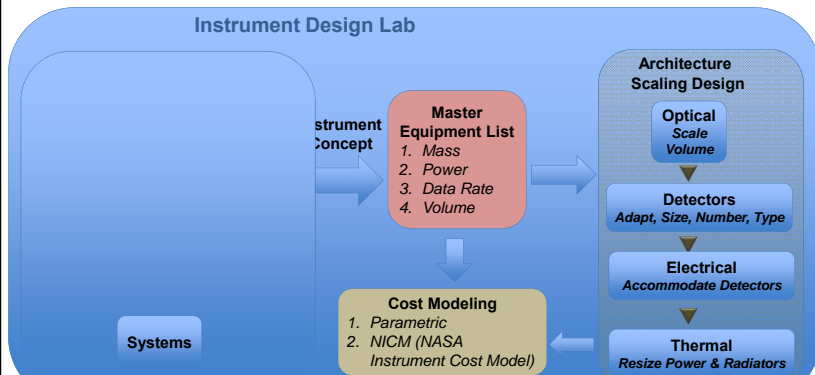 Instrument Design Lab
Systems
Concept
Master
Equipment List
1. Mass
2. Power
3. Data Rate
4. Volume
Cost Modeling
1. Parametric
2. NICM (NASA
Instrument Cost Model)
Architecture
Scaling Design
Optical
Scale
Volume
Detectors
Adapt, Size, Number, Type
Electrical
Accommodate Detectors
Thermal
Resize Power & Radiators